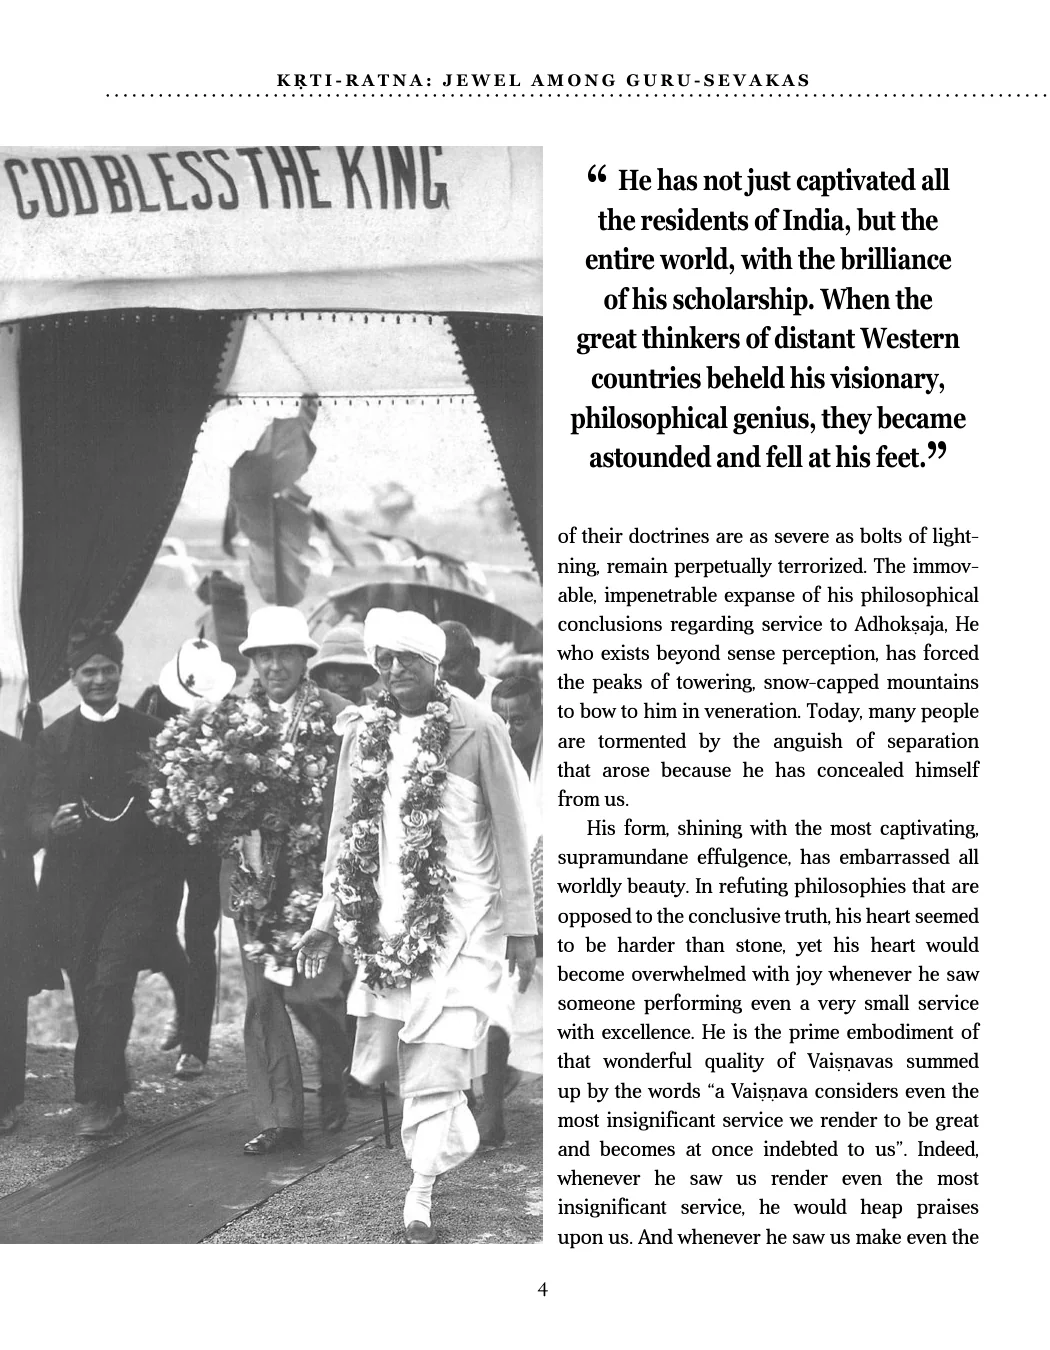 KṚTI-RATNA: JEWEL AMONG GURU-SEVAKAS
GOD BLESS THE KING
“ He has not just captivated all
the residents of India, but the
entire world, with the brilliance
of his scholarship. When the
great thinkers of distant Western
countries beheld his visionary,
philosophical genius, they became
astounded and fell at his feet.”
of their doctrines are as severe as bolts of light-
ning, remain perpetually terrorized. The immov-
able, impenetrable expanse of his philosophical
conclusions regarding service to Adhokṣaja, He
who exists beyond sense perception, has forced
the peaks of towering, snow-capped mountains
to bow to him in veneration. Today, many people
are tormented by the anguish of separation
that arose because he has concealed himself
from us.
His form, shining with the most captivating,
supramundane effulgence, has embarrassed all
worldly beauty. In refuting philosophies that are
opposed to the conclusive truth, his heart seemed
to be harder than stone, yet his heart would
become overwhelmed with joy whenever he saw
someone performing even a very small service
with excellence. He is the prime embodiment of
that wonderful quality of Vaiṣṇavas summed
up by the words “a Vaiṣṇava considers even the
most insignificant service we render to be great
and becomes at once indebted to us”. Indeed,
whenever he saw us render even the most
insignificant service, he would heap praises
upon us. And whenever he saw us make even the
4